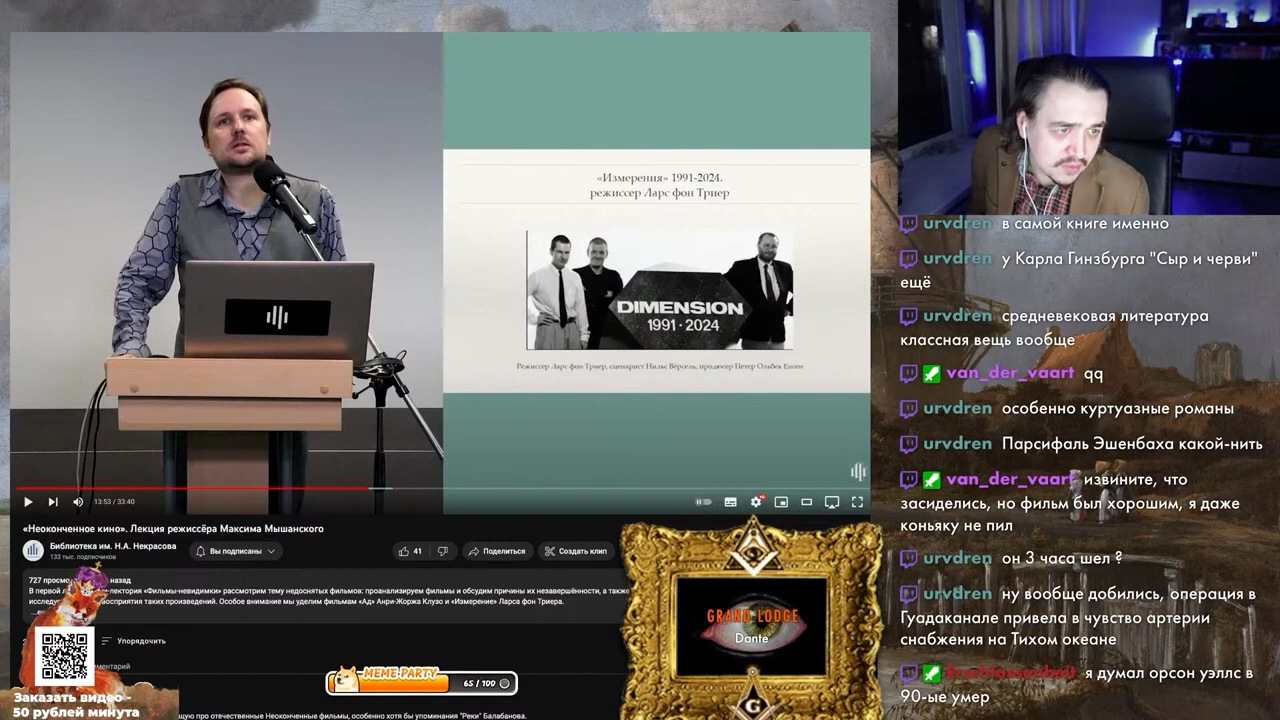 «Измерения» 1991-2024.
режиссер Ларс фон Триер
DIMENSION
1991·2024
Режиссер Ларс фон Триер, сценарист Нильс Вёрсель, продюсер Петер Ольбек Енсен
13:53 / 33:40
«Неоконченное кино». Лекция режиссёра Максима Мышанского
Библиотека им. Н.А. Некрасова
133 тыс. подписчиков
Вы подписаны
41
Поделиться
Создать клип
727 назад
В первой «Фильмы-невидимки» рассмотрим тему недоснятых фильмов: проанализируем фильмы и обсудим причины их незавершённости, а также
восприятия таких произведений. Особое внимание мы уделим фильмам «Ад» Анри-Жоржа Клузо и «Измерение» Ларса фон Триера.
Упорядочить
Заказать видео -
50 рублей минута
MEME PARTY
65 / 100
про отечественные Неоконченные фильмы, особенно хотя бы упоминания "Реки" Балабанова.
GRAND LODGE
Dante
G
urvdren в самой книге именно
urvdren у Карла Гинзбурга "Сыр и черви"
ещё
urvdren средневековая литература
классная вещь вообще
van_der_vaart qq
urvdren особенно куртуазные романы
urvdren Парсифаль Эшенбаха какой-нить
van_der_vaart извините, что
засиделись, но фильм был хорошим, я даже
коньяку не пил
urvdren он 3 часа шел ?
urvdren ну вообще добились, операция в
Гуадаканале привела в чувство артерии
снабжения на Тихом океане
я думал орсон уэллс в
90-ые умер